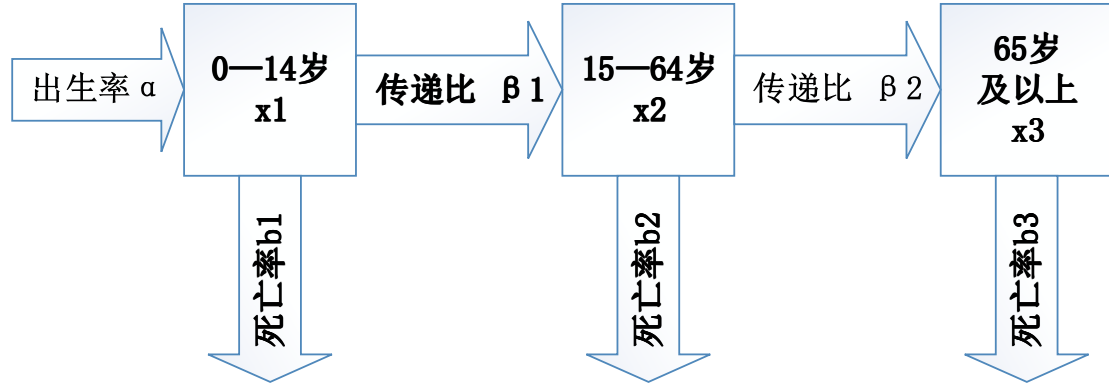 出生率 α
0—14岁
x1
传递比 β1
15—64岁
x2
传递比 β2
65岁
及以上
x3
死亡率b1
死亡率b2
死亡率b3